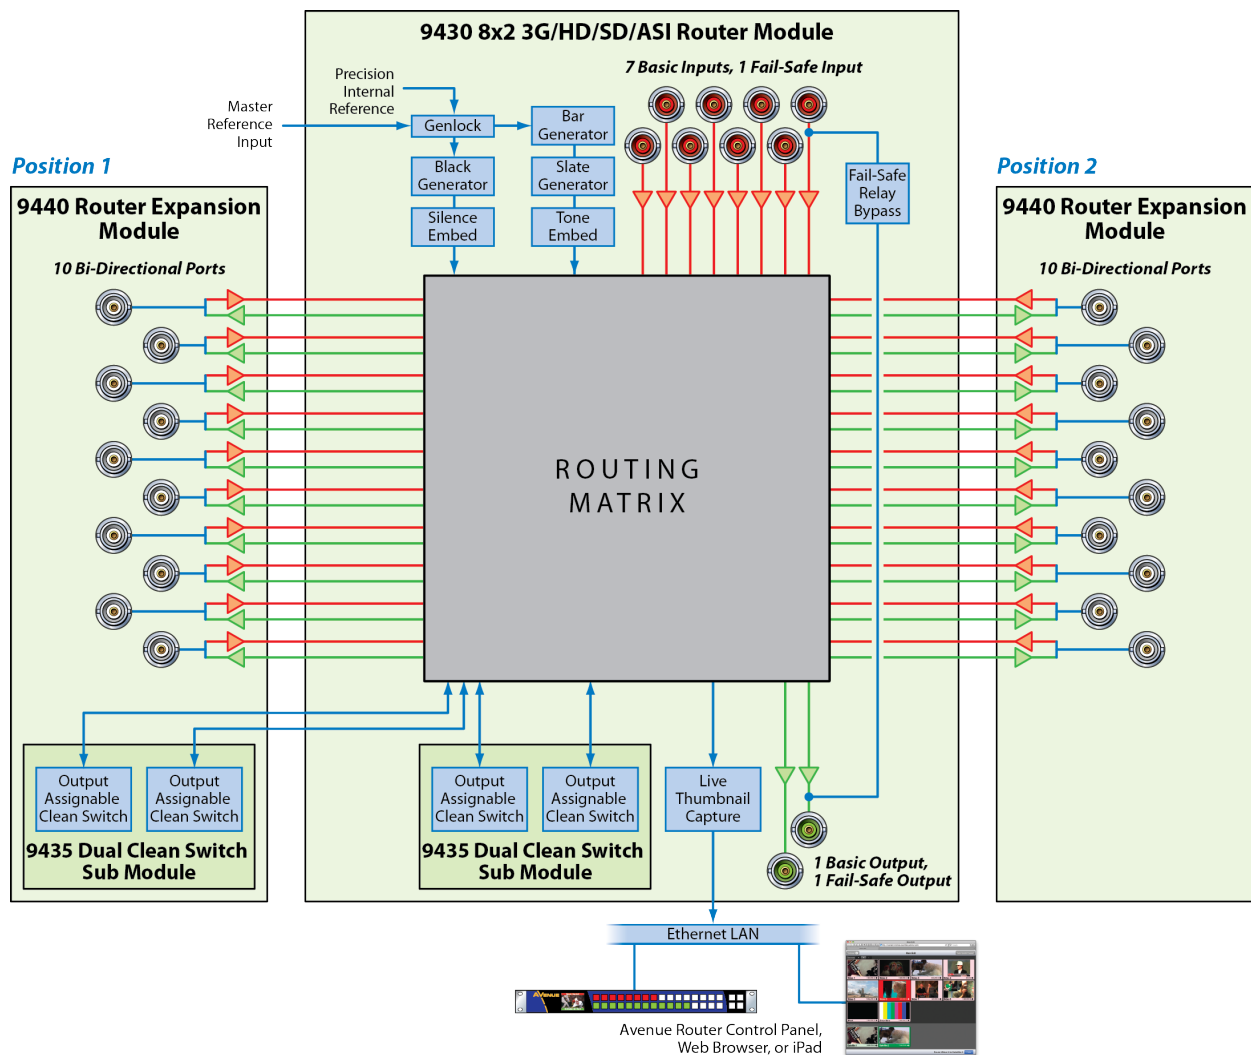 9430 8x2 3G/HD/SD/ASI Router Module
7 Basic Inputs, 1 Fail-Safe Input
Precision
Internal
Reference
Master
Reference
Input
Genlock
Bar
Generator
Black
Generator
Slate
Generator
Silence
Embed
Tone
Embed
Fail-Safe
Relay
Bypass
Position 1
9440 Router Expansion
Module
10 Bi-Directional Ports
Position 2
9440 Router Expansion
Module
10 Bi-Directional Ports
ROUTING
MATRIX
Output
Assignable
Clean Switch
Output
Assignable
Clean Switch
9435 Dual Clean Switch
Sub Module
Output
Assignable
Clean Switch
Output
Assignable
Clean Switch
9435 Dual Clean Switch
Sub Module
Live
Thumbnail
Capture
1 Basic Output,
1 Fail-Safe Output
Ethernet LAN
AVENUE
Avenue Router Control Panel,
Web Browser, or iPad